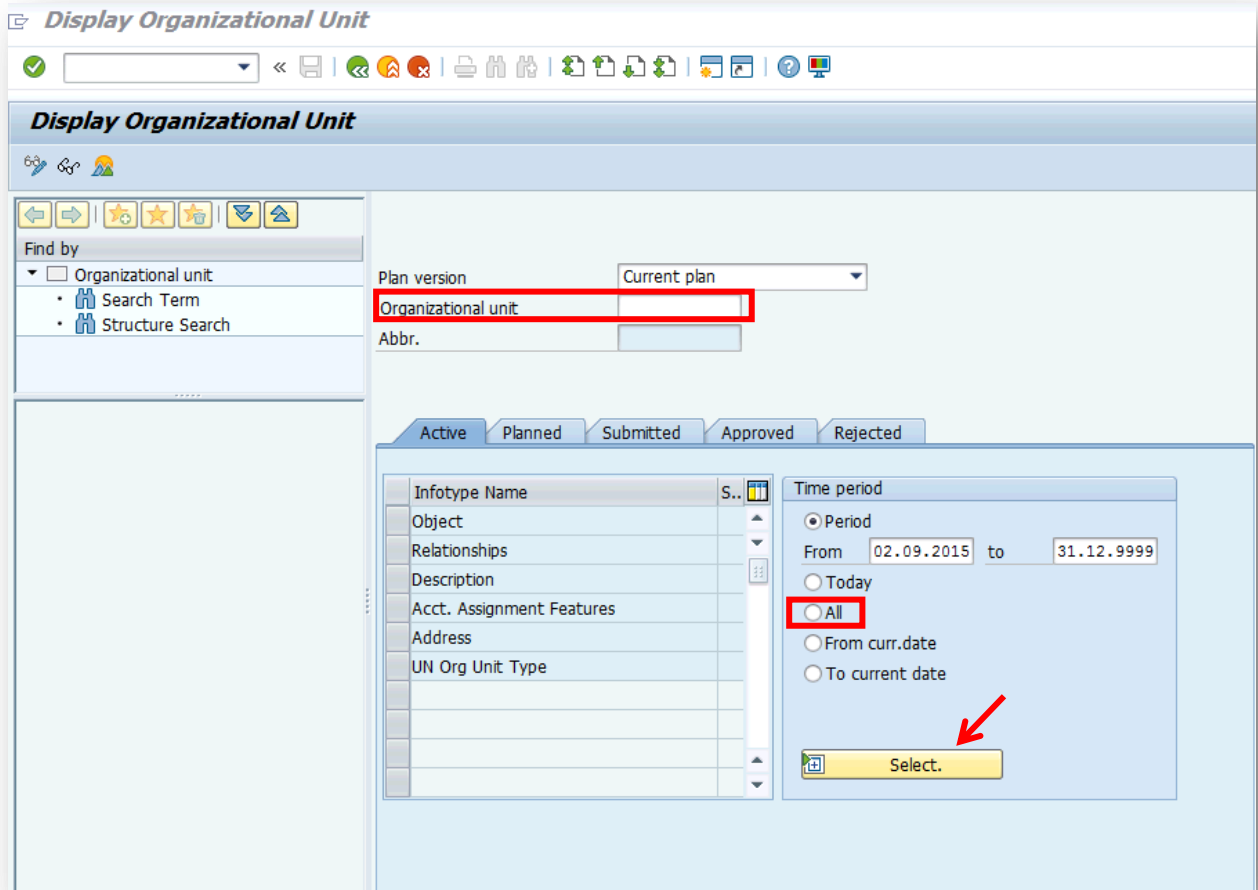 Display Organizational Unit
Display Organizational Unit
Find by
Organizational unit
Search Term
Structure Search
Plan version Current plan
Organizational unit
Abbr.
Active Planned Submitted Approved Rejected
Infotype Name S..
Object
Relationships
Description
Acct. Assignment Features
Address
UN Org Unit Type
Time period
Period
From 02.09.2015 to 31.12.9999
Today
All
From curr.date
To current date
Select.